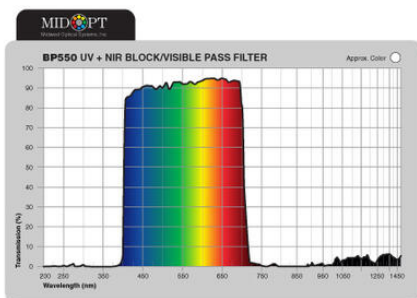 MIDOPT
Midwest Optical Systems, Inc.
BP550 UV + NIR BLOCK/VISIBLE PASS FILTER
Approx. Color
Transmission (%)
100
90
80
70
60
50
40
30
20
10
0
200 250 350 450 550 650 750 850 950 1050 1250 1450
Wavelength (nm)